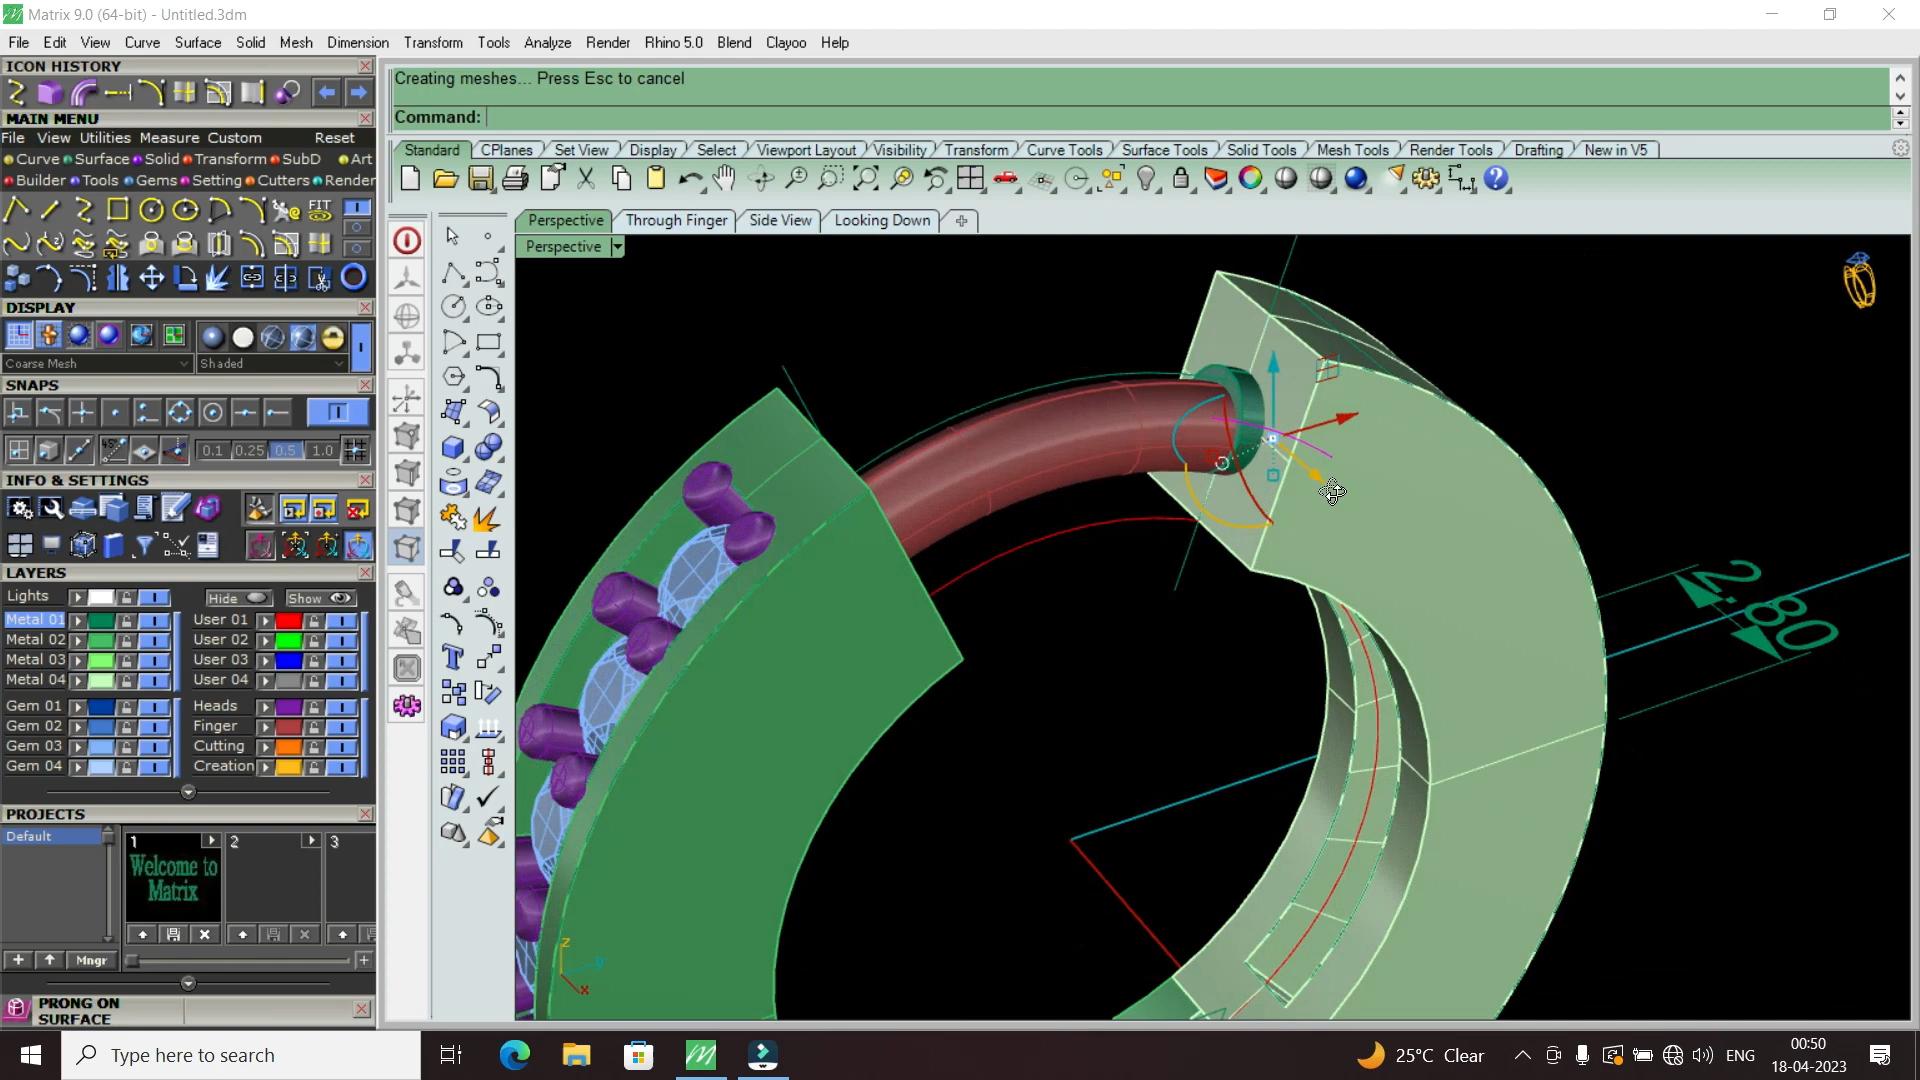 Matrix 9.0 (64-bit) - Untitled.3dm
File Edit View Curve Surface Solid Mesh Dimension Transform Tools Analyze Render Rhino 5.0 Blend Clayoo Help
ICON HISTORY
Creating meshes... Press Esc to cancel
Command:
MAIN MENU
File View Utilities Measure Custom Reset
Curve Surface Solid Transform SubD Art
Builder Tools Gems Setting Cutters Render
Standard CPlanes Set View Display Select Viewport Layout Visibility Transform Curve Tools Surface Tools Solid Tools Mesh Tools Render Tools Drafting New in V5
FIT
Perspective Through Finger Side View Looking Down
Perspective
DISPLAY
Coarse Mesh Shaded
SNAPS
45°
0.1 0.25 0.5 1.0
INFO & SETTINGS
LAYERS
Lights Hide Show
Metal 01 User 01
Metal 02 User 02
Metal 03 User 03
Metal 04 User 04
Gem 01 Heads
Gem 02 Finger
Gem 03 Cutting
Gem 04 Creation
2.80
PROJECTS
Default
1 2 3
Welcome to
Matrix
Mngr
PRONG ON
SURFACE
z
y
x
Type here to search
25°C Clear
ENG
00:50
18-04-2023